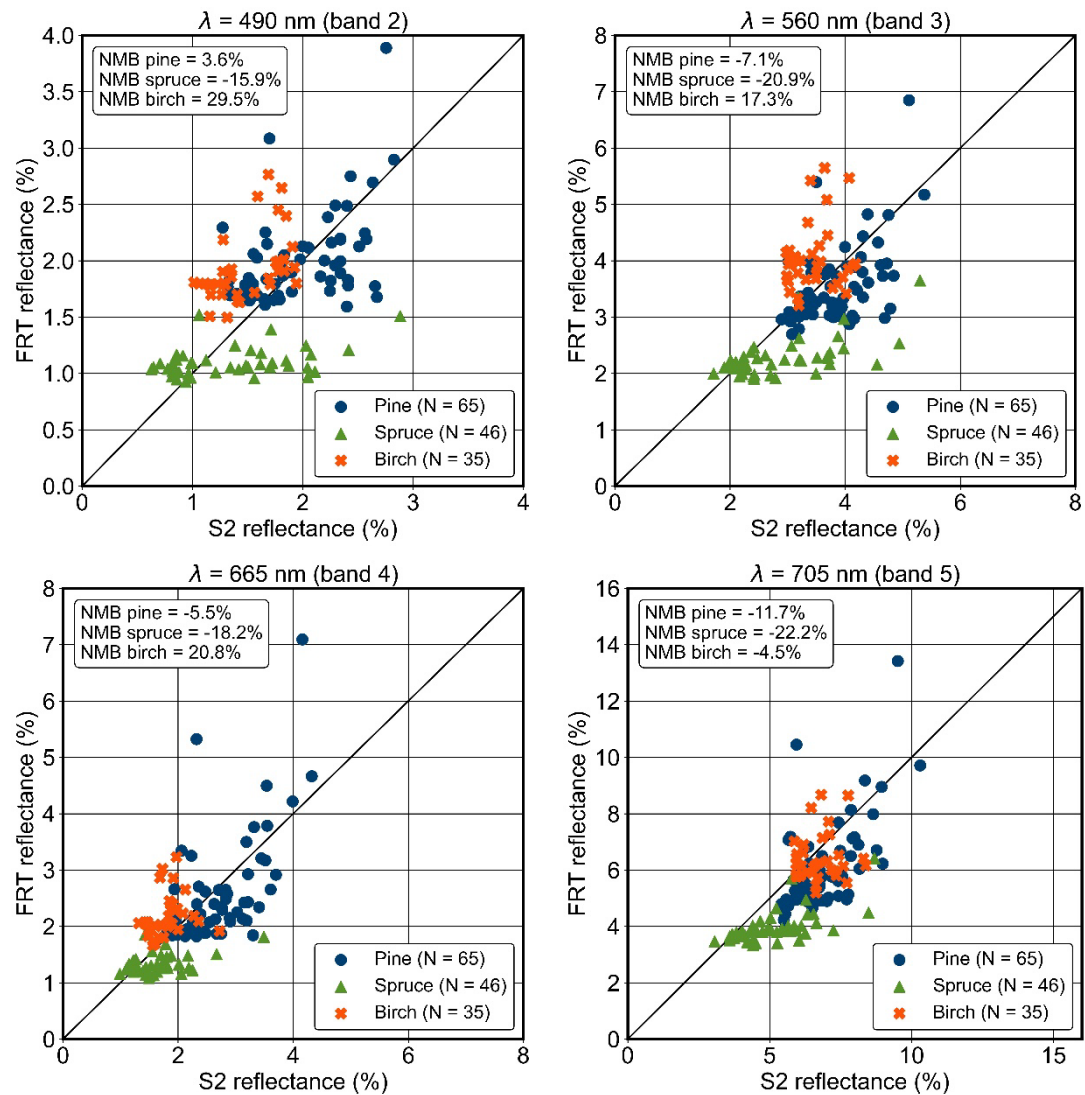 λ = 490 nm (band 2)
4.0
3.5
3.0
2.5
2.0
1.5
1.0
0.5
0.0
FRT reflectance (%)
NMB pine = 3.6%
NMB spruce = -15.9%
NMB birch = 29.5%
Pine (N = 65)
Spruce (N = 46)
Birch (N = 35)
0 1 2 3 4
S2 reflectance (%)
λ = 560 nm (band 3)
8
7
6
5
4
3
2
1
0
FRT reflectance (%)
NMB pine = -7.1%
NMB spruce = -20.9%
NMB birch = 17.3%
Pine (N = 65)
Spruce (N = 46)
Birch (N = 35)
0 2 4 6 8
S2 reflectance (%)
λ = 665 nm (band 4)
8
7
6
5
4
3
2
1
0
FRT reflectance (%)
NMB pine = -5.5%
NMB spruce = -18.2%
NMB birch = 20.8%
Pine (N = 65)
Spruce (N = 46)
Birch (N = 35)
0 2 4 6 8
S2 reflectance (%)
λ = 705 nm (band 5)
16
14
12
10
8
6
4
2
0
FRT reflectance (%)
NMB pine = -11.7%
NMB spruce = -22.2%
NMB birch = -4.5%
Pine (N = 65)
Spruce (N = 46)
Birch (N = 35)
0 5 10 15
S2 reflectance (%)